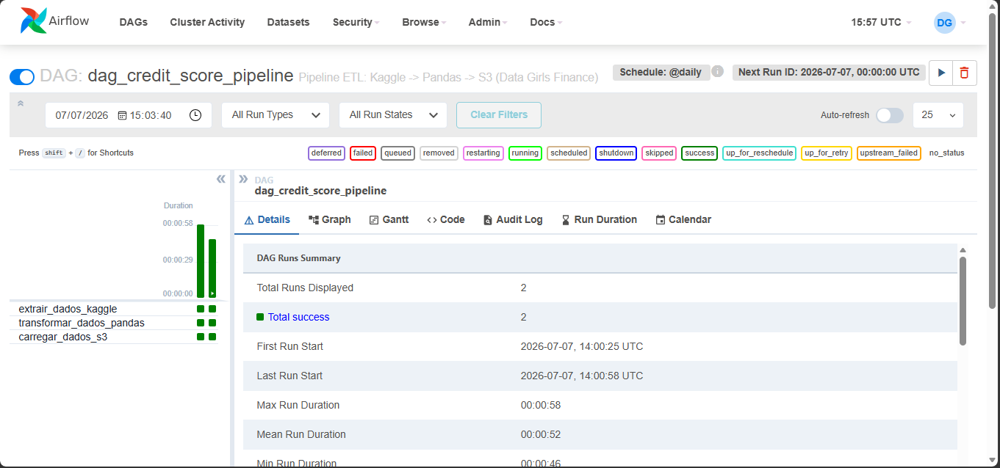 Airflow DAGs Cluster Activity Datasets Security Browse Admin Docs 15:57 UTC DG
DAG: dag_credit_score_pipeline Pipeline ETL: Kaggle -> Pandas -> S3 (Data Girls Finance) Schedule: @daily i Next Run ID: 2026-07-07, 00:00:00 UTC
07/07/2026 15:03:40 All Run Types All Run States Clear Filters Auto-refresh 25
Press shift + / for Shortcuts deferred failed queued removed restarting running scheduled shutdown skipped success up_for_reschedule up_for_retry upstream_failed no_status
Duration
00:00:58
00:00:29
00:00:00
extrair_dados_kaggle
transformar_dados_pandas
carregar_dados_s3
DAG
dag_credit_score_pipeline
Details Graph Gantt Code Audit Log Run Duration Calendar
DAG Runs Summary
Total Runs Displayed 2
Total success 2
First Run Start 2026-07-07, 14:00:25 UTC
Last Run Start 2026-07-07, 14:00:58 UTC
Max Run Duration 00:00:58
Mean Run Duration 00:00:52
Min Run Duration 00:00:46